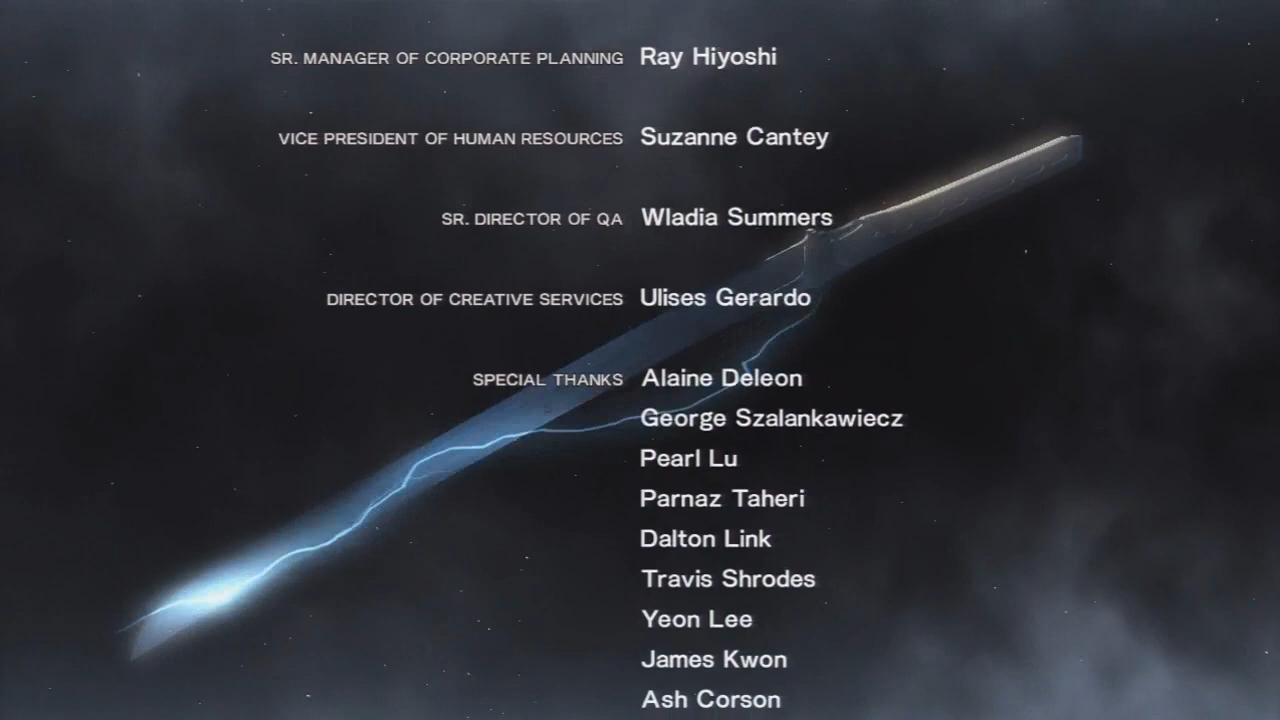 SR. MANAGER OF CORPORATE PLANNING Ray Hiyoshi
VICE PRESIDENT OF HUMAN RESOURCES Suzanne Cantey
SR. DIRECTOR OF QA Wladia Summers
DIRECTOR OF CREATIVE SERVICES Ulises Gerardo
SPECIAL THANKS Alaine Deleon
George Szalankawiecz
Pearl Lu
Parnaz Taheri
Dalton Link
Travis Shrodes
Yeon Lee
James Kwon
Ash Corson